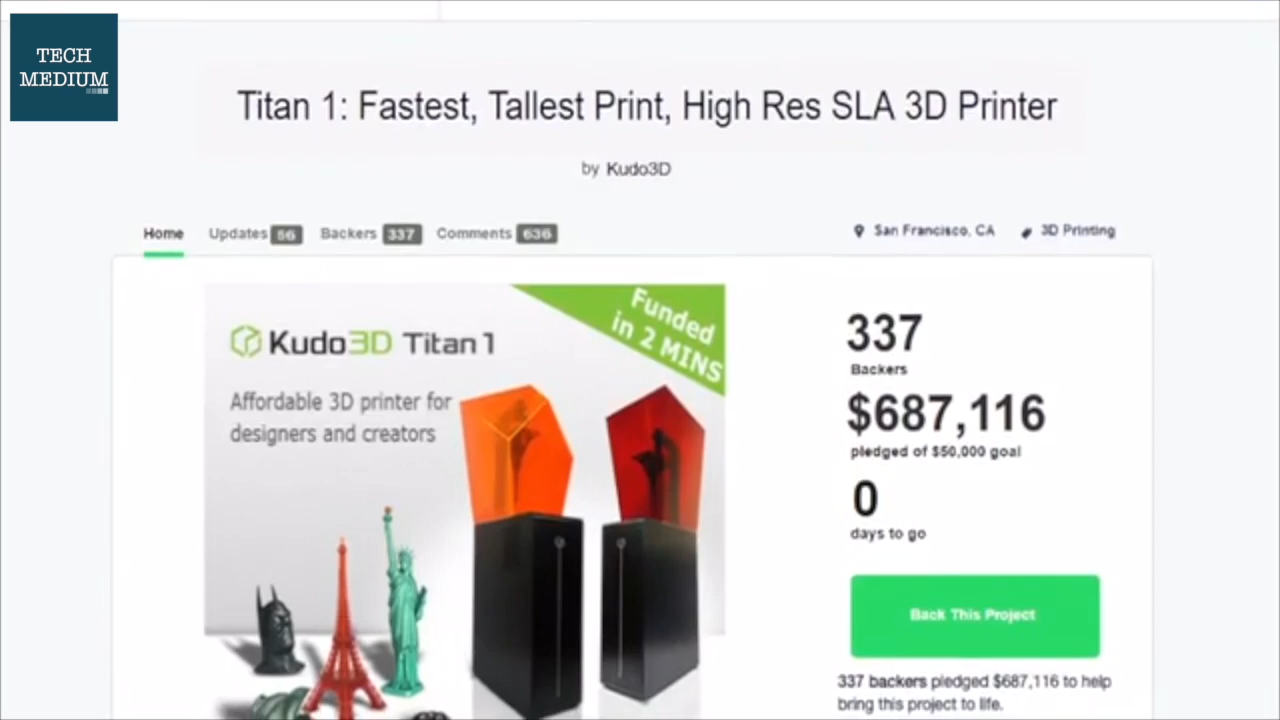 TECH
MEDIUM
Titan 1: Fastest, Tallest Print, High Res SLA 3D Printer
by Kudo3D
Home Updates 56 Backers 337 Comments 636
San Francisco, CA 3D Printing
Funded
in 2 MINS
Kudo3D Titan 1
Affordable 3D printer for
designers and creators
337
Backers
$687,116
pledged of $50,000 goal
0
days to go
Back This Project
337 backers pledged $687,116 to help
bring this project to life.